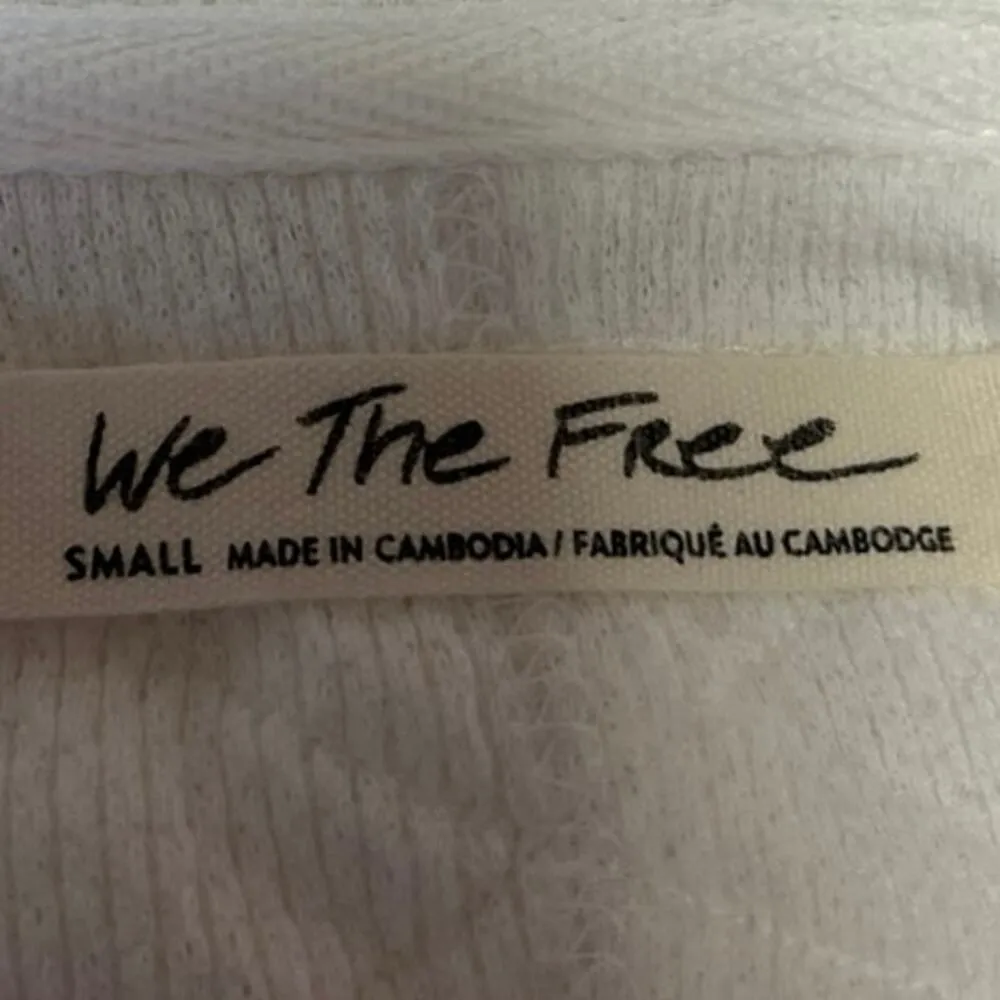 We The Free
SMALL MADE IN CAMBODIA / FABRIQUÉ AU CAMBODGE